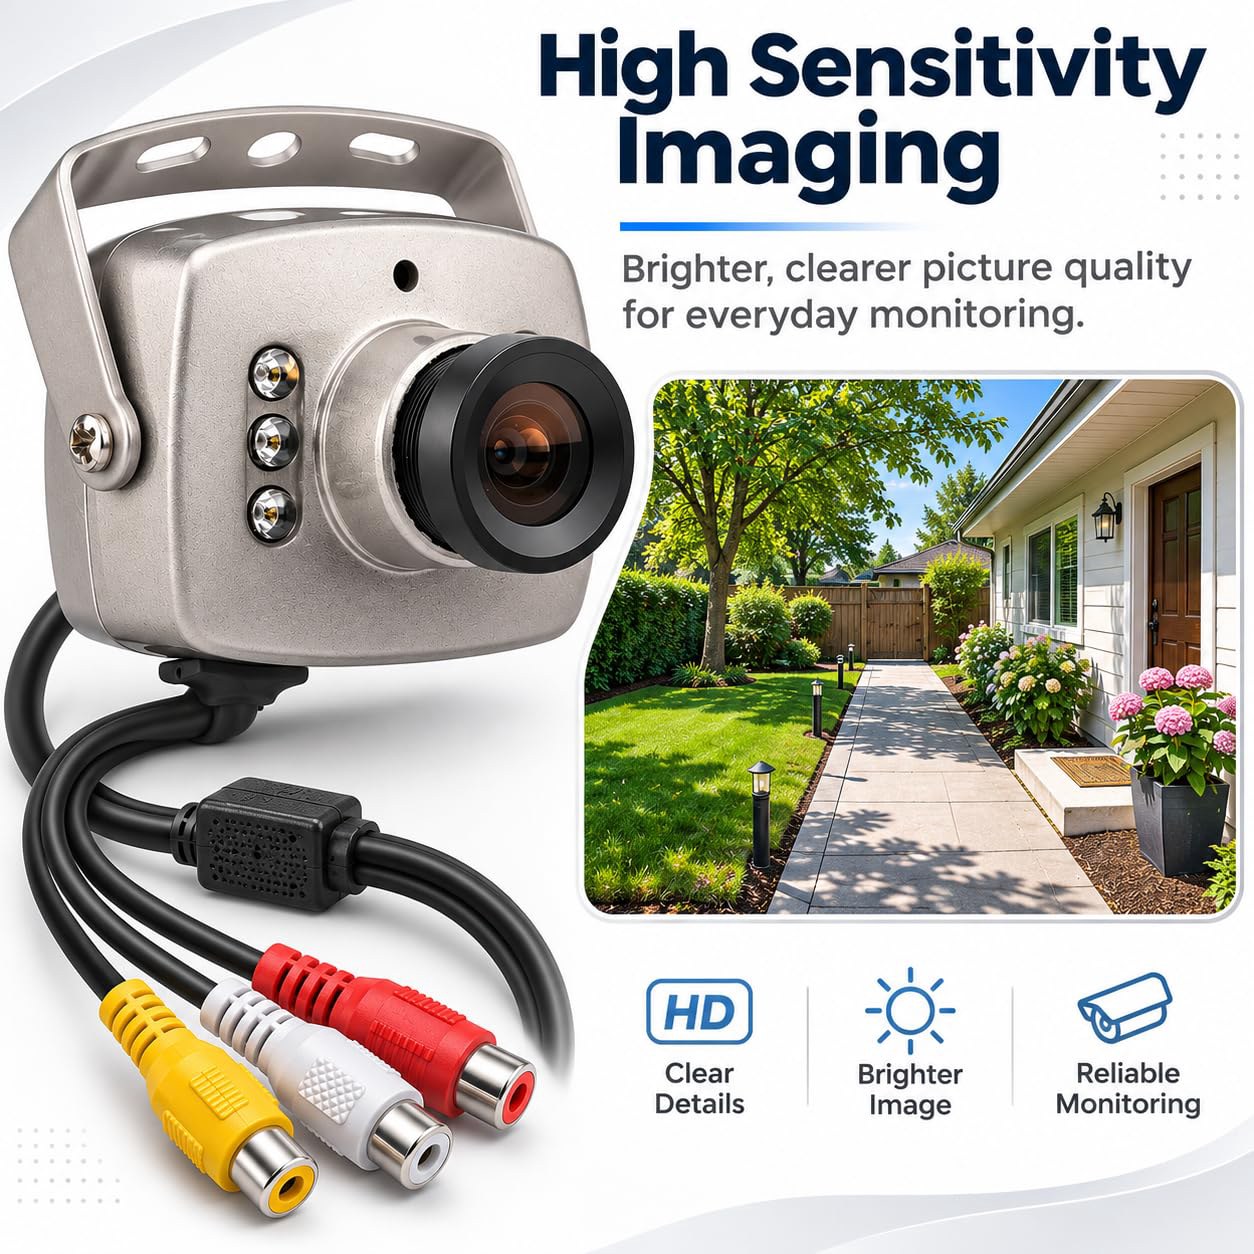 High Sensitivity
Imaging
Brighter, clearer picture quality
for everyday monitoring.
HD
Clear
Details
Brighter
Image
Reliable
Monitoring